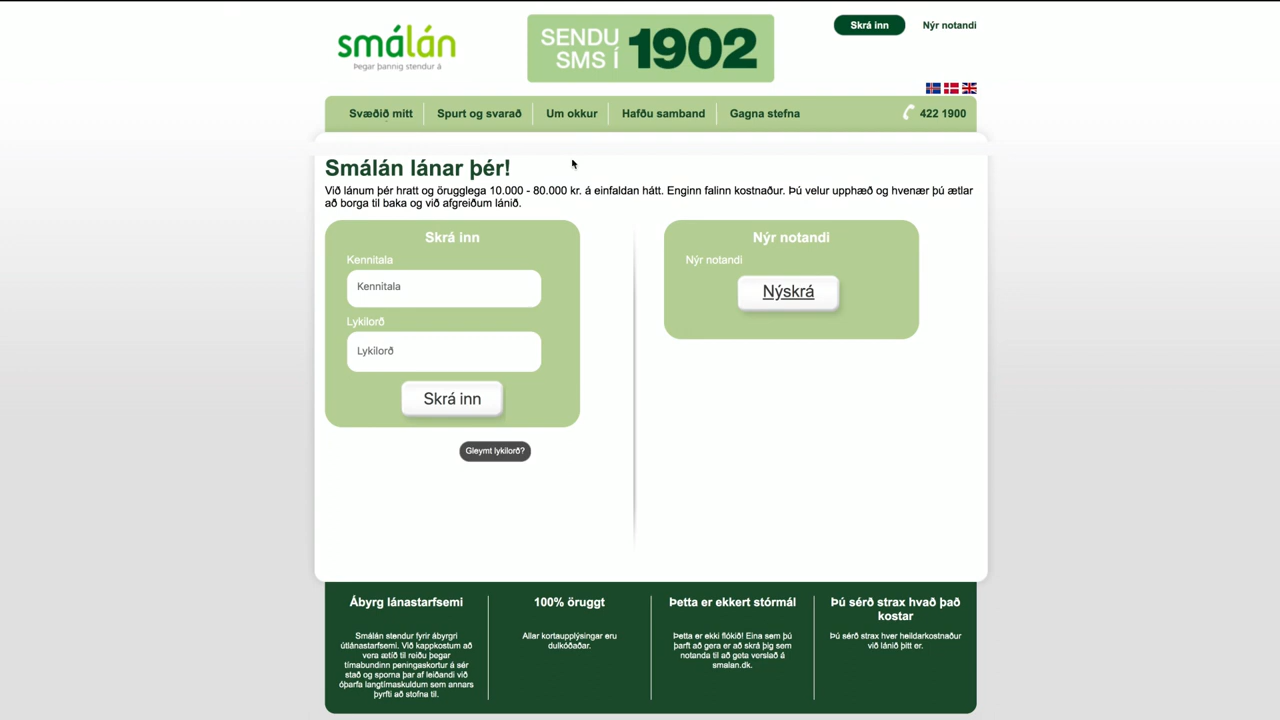 smálán
Þegar þannig stendur á
SENDU
SMS Í
1902
Skrá inn
Nýr notandi
Svæðið mitt
Spurt og svarað
Um okkur
Hafðu samband
Gagna stefna
422 1900
Smálán lánar þér!
Við lánum þér hratt og örugglega 10.000 - 80.000 kr. á einfaldan hátt. Enginn falinn kostnaður. Þú velur upphæð og hvenær þú ætlar
að borga til baka og við afgreiðum lánið.
Skrá inn
Kennitala
Kennitala
Lykilorð
Lykilorð
Skrá inn
Gleymt lykilorð?
Nýr notandi
Nýr notandi
Nýskrá
Ábyrg lánastarfsemi
Smálán stendur fyrir ábyrgri
útlánastarfsemi. Við kappkostum að
vera ætíð til reiðu þegar
tímabundinn peningaskortur á sér
stað og sporna þar af leiðandi við
óþarfa langtímaskuldum sem annars
þyrfti að stofna til.
100% öruggt
Allar kortaupplýsingar eru
dulkóðaðar.
Þetta er ekkert stórmál
Þetta er ekki flókið! Eina sem þú
þarft að gera er að skrá þig sem
notanda til að geta verslað á
smalan.dk.
Þú sérð strax hvað það
kostar
Þú sérð strax hver heildarkostnaður
við lánið þitt er.